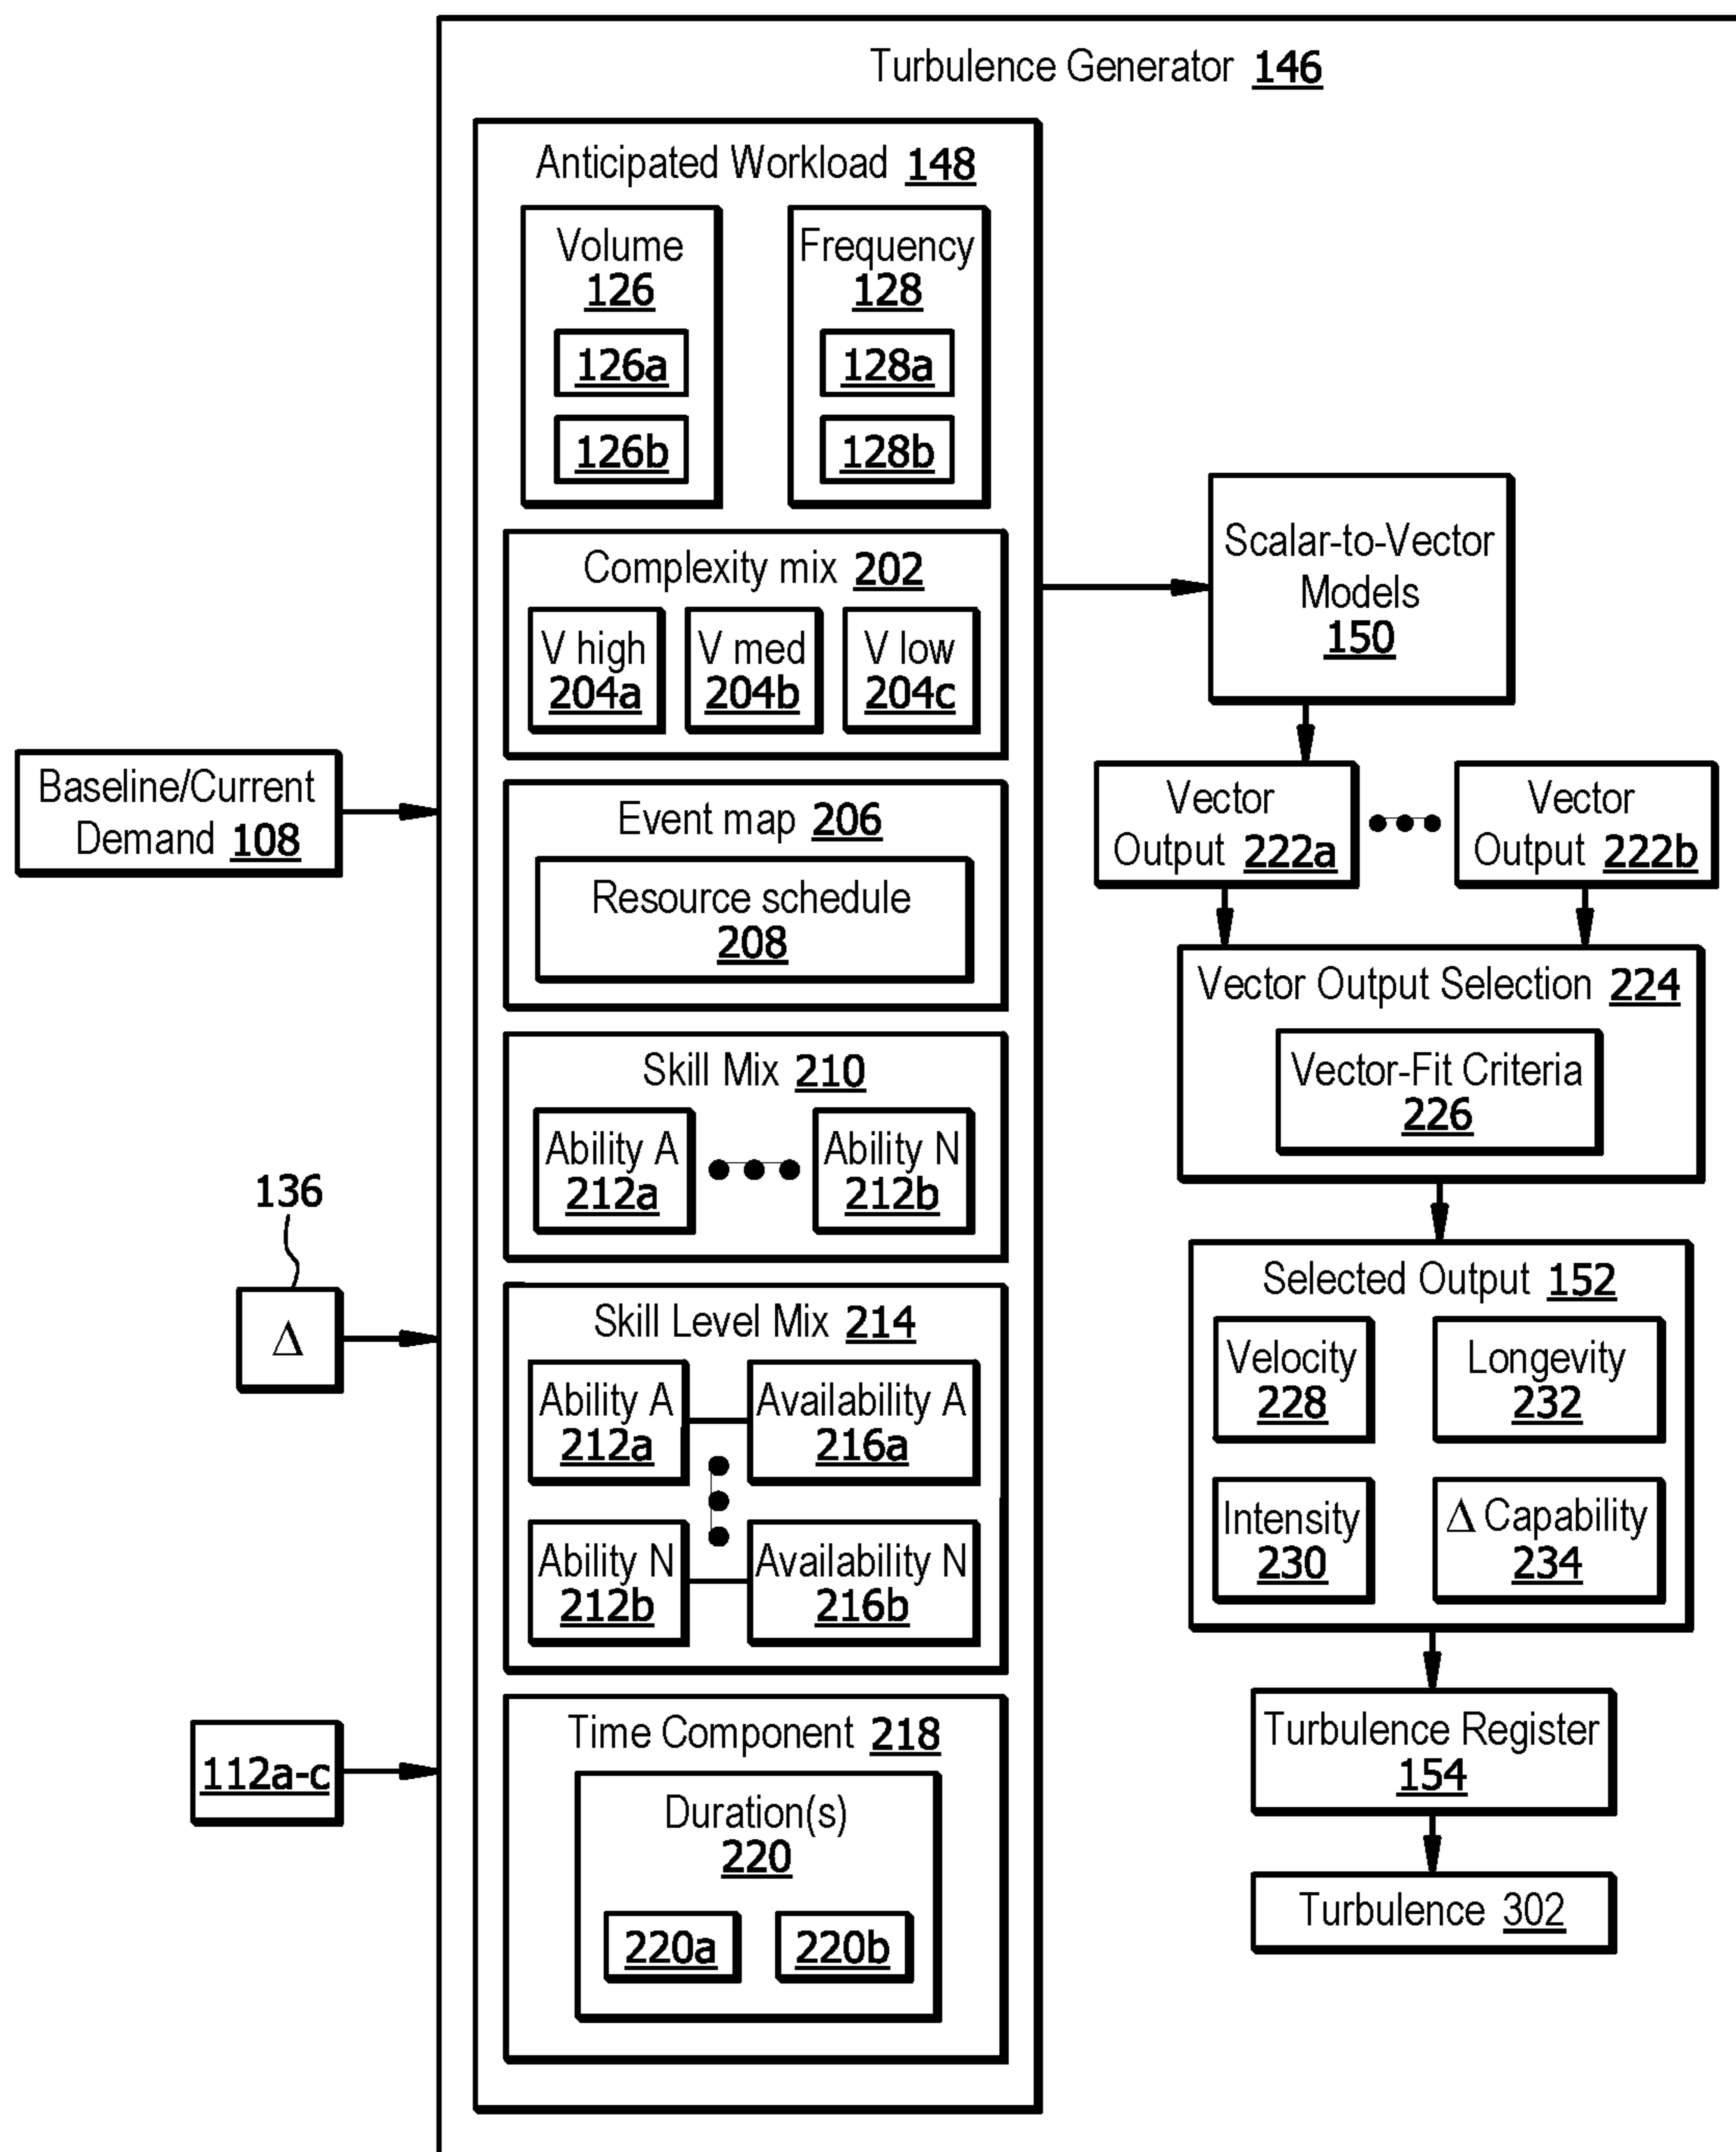 Turbulence Generator 146
Anticipated Workload 148
Volume
126
126a
126b
Frequency
128
128a
128b
Complexity mix 202
V high
204a
V med
204b
V low
204c
Event map 206
Resource schedule
208
Skill Mix 210
Ability A
212a
Ability N
212b
Skill Level Mix 214
Ability A
212a
Availability A
216a
Ability N
212b
Availability N
216b
Time Component 218
Duration(s)
220
220a
220b
Baseline/Current
Demand 108
136
Δ
112a-c
Scalar-to-Vector
Models
150
Vector
Output 222a
Vector
Output 222b
Vector Output Selection 224
Vector-Fit Criteria
226
Selected Output 152
Velocity
228
Longevity
232
Intensity
230
Δ Capability
234
Turbulence Register
154
Turbulence 302